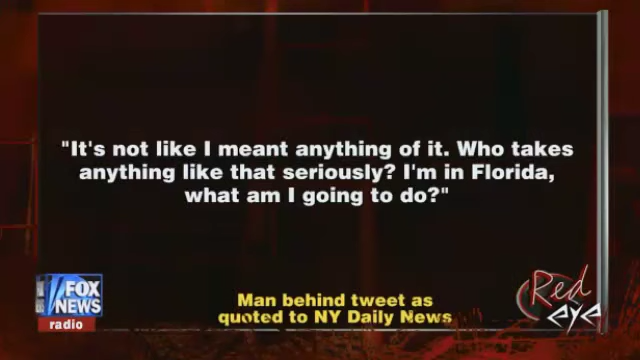 "It's not like I meant anything of it. Who takes
anything like that seriously? I'm in Florida,
what am I going to do?"
FOX
NEWS
radio
Man behind tweet as
quoted to NY Daily News
Red
eye